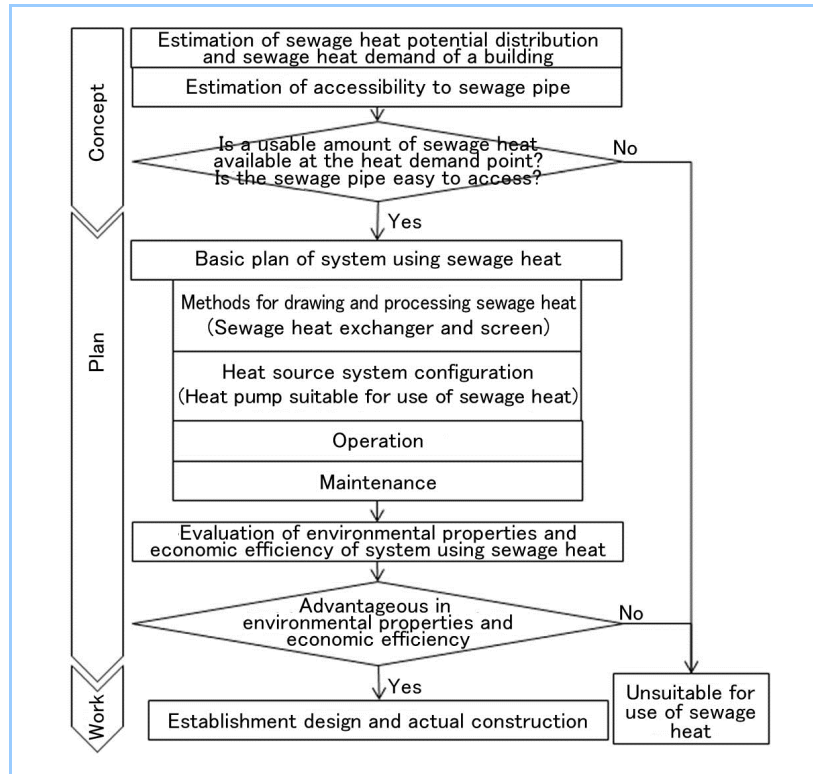 Estimation of sewage heat potential distribution
and sewage heat demand of a building
Estimation of accessibility to sewage pipe
Concept
Is a usable amount of sewage heat
available at the heat demand point?
Is the sewage pipe easy to access?
No
Yes
Basic plan of system using sewage heat
Methods for drawing and processing sewage heat
(Sewage heat exchanger and screen)
Plan
Heat source system configuration
(Heat pump suitable for use of sewage heat)
Operation
Maintenance
Evaluation of environmental properties and
economic efficiency of system using sewage heat
Advantageous in
environmental properties and
economic efficiency
No
Yes
Work
Establishment design and actual construction
Unsuitable for
use of sewage
heat